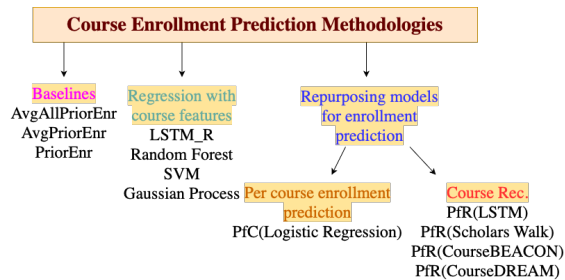 Course Enrollment Prediction Methodologies
Baselines
AvgAllPriorEnr
AvgPriorEnr
PriorEnr
Regression with
course features
LSTM_R
Random Forest
SVM
Gaussian Process
Repurposing models
for enrollment
prediction
Per course enrollment
prediction
PfC(Logistic Regression)
Course Rec.
PfR(LSTM)
PfR(Scholars Walk)
PfR(CourseBEACON)
PfR(CourseDREAM)